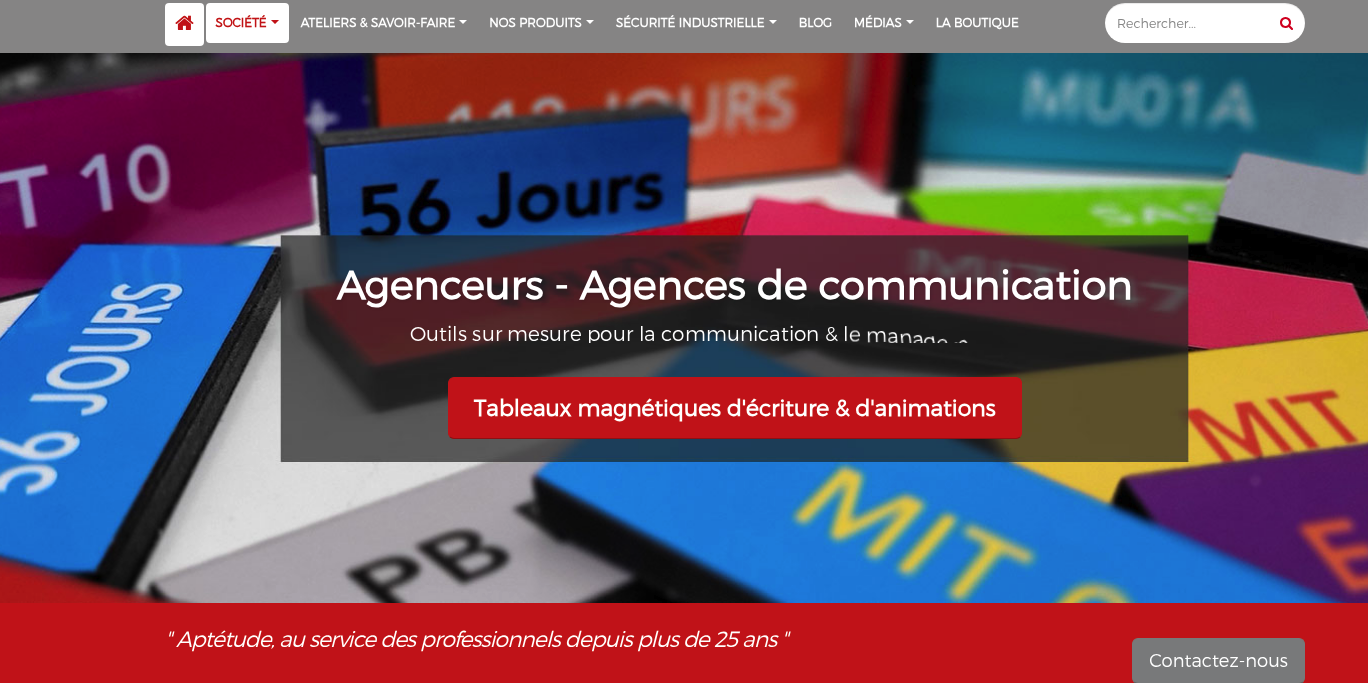 SOCIÉTÉ
ATELIERS & SAVOIR-FAIRE
NOS PRODUITS
SÉCURITÉ INDUSTRIELLE
BLOG
MÉDIAS
LA BOUTIQUE
Rechercher...
T 10
112 JOURS
MU01A
56 Jours
SAS
Agenceurs - Agences de communication
Outils sur mesure pour la communication & le
Tableaux magnétiques d'écriture & d'animations
56 JOURS
MIT
PB
MIT
" Aptétude, au service des professionnels depuis plus de 25 ans "
Contactez-nous